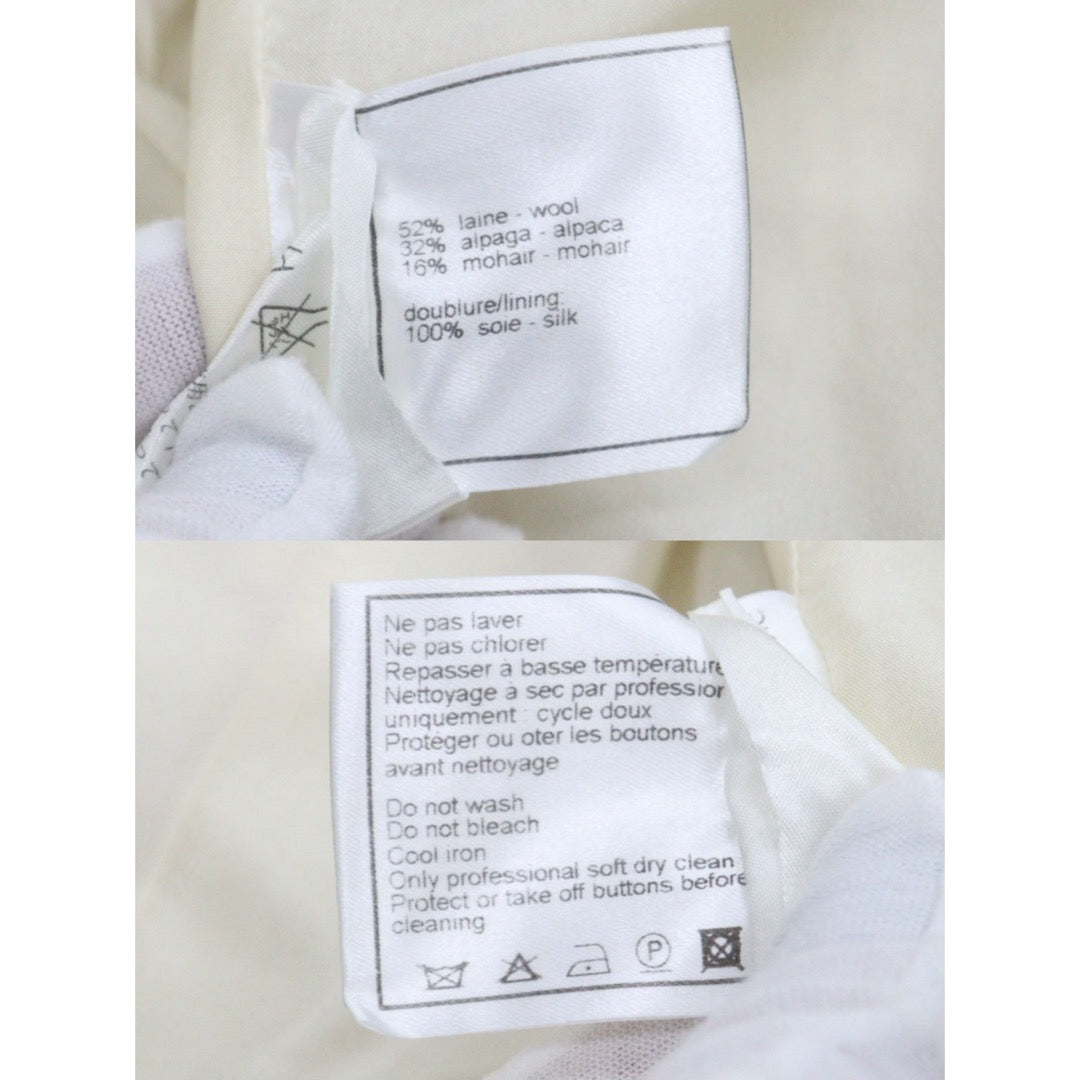 52% laine - wool
32% alpaga - alpaca
16% mohair - mohair
doublure/lining:
100% soie - silk
Ne pas laver
Ne pas chlorer
Repasser à basse température
Nettoyage à sec par
uniquement : cycle doux
Protéger ou oter les boutons
avant nettoyage
Do not wash
Do not bleach
Cool iron
Only professional soft dry clean
Protect or take off buttons before
cleaning
P